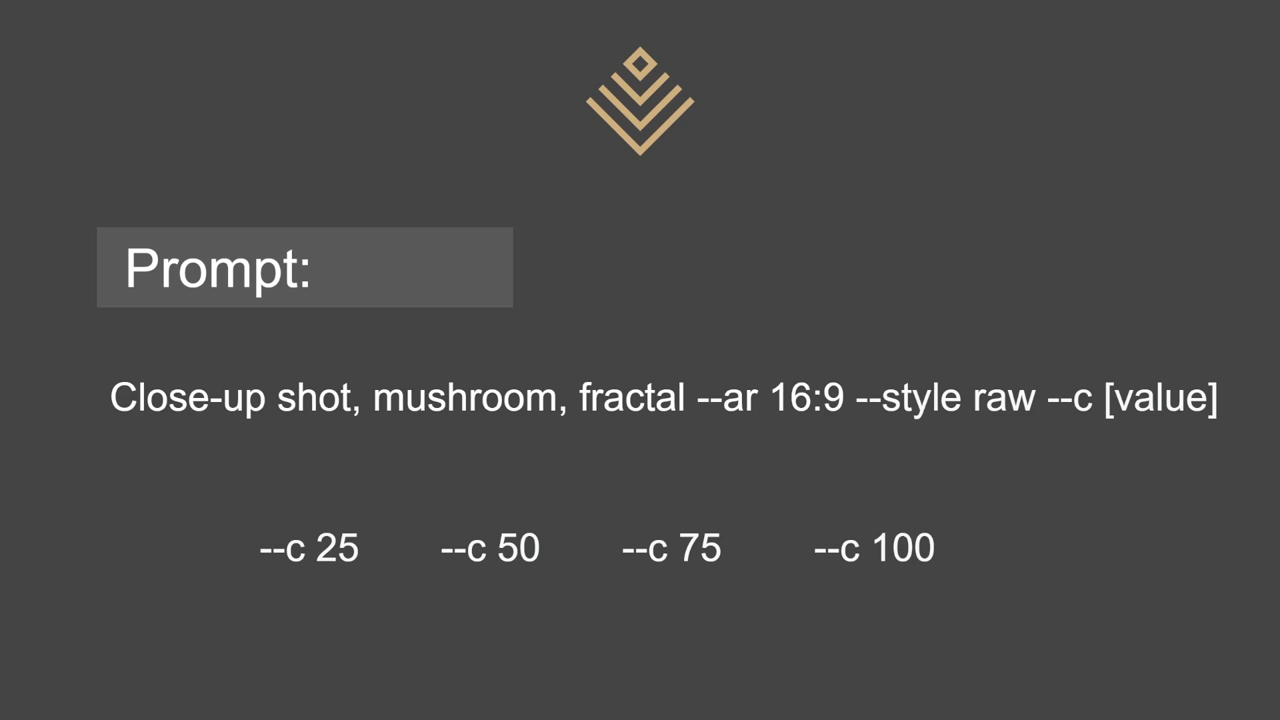 Prompt:
Close-up shot, mushroom, fractal --ar 16:9 --style raw --c [value]
--c 25 --c 50 --c 75 --c 100